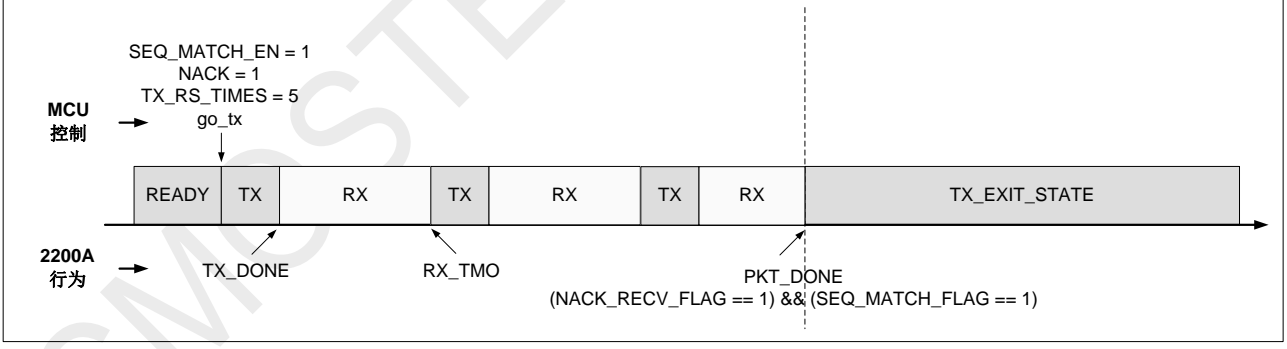 SEQ_MATCH_EN = 1
NACK = 1
TX_RS_TIMES = 5
go_tx
MCU
控制
READY TX RX TX RX TX RX TX_EXIT_STATE
2200A
行为
TX_DONE RX_TMO PKT_DONE
(NACK_RECV_FLAG == 1) && (SEQ_MATCH_FLAG == 1)